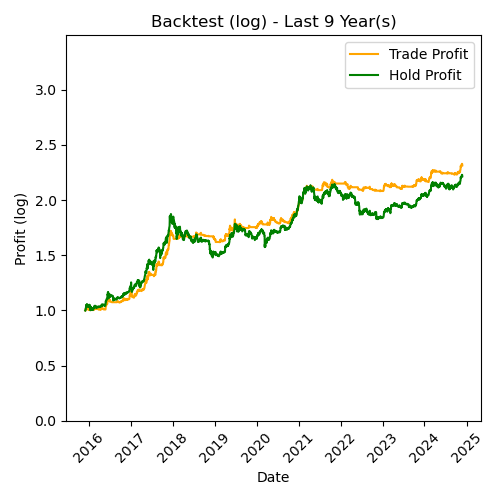 Backtest (log) - Last 9 Year(s)
Trade Profit
Hold Profit
Profit (log)
3.0
2.5
2.0
1.5
1.0
0.5
0.0
2016 2017 2018 2019 2020 2021 2022 2023 2024 2025
Date